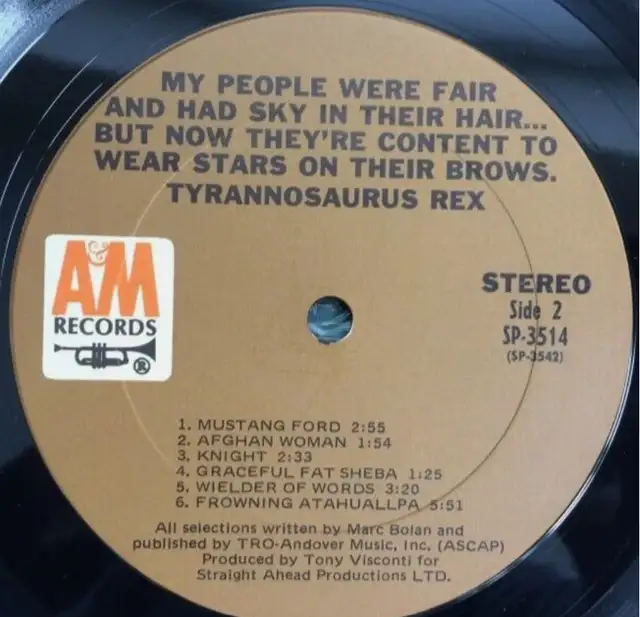 MY PEOPLE WERE FAIR
AND HAD SKY IN THEIR HAIR...
BUT NOW THEY'RE CONTENT TO
WEAR STARS ON THEIR BROWS.
TYRANNOSAURUS REX
A&M
RECORDS
®
STEREO
Side 2
SP-3514
(SP-3542)
1. MUSTANG FORD 2:55
2. AFGHAN WOMAN 1:54
3. KNIGHT 2:33
4. GRACEFUL FAT SHEBA 1:25
5. WIELDER OF WORDS 3:20
6. FROWNING ATAHUALLPA 5:51
All selections written by Marc Bolan and
published by TRO-Andover Music, Inc. (ASCAP)
Produced by Tony Visconti for
Straight Ahead Productions LTD.